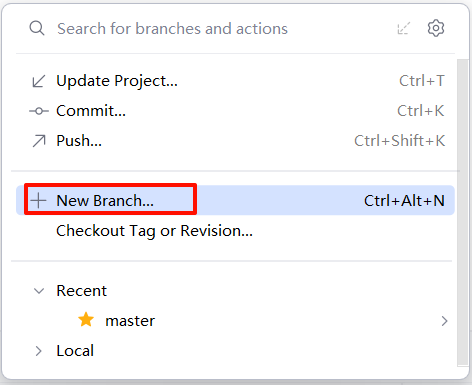 Search for branches and actions
Update Project... Ctrl+T
Commit... Ctrl+K
Push... Ctrl+Shift+K
New Branch... Ctrl+Alt+N
Checkout Tag or Revision...
Recent
master
Local